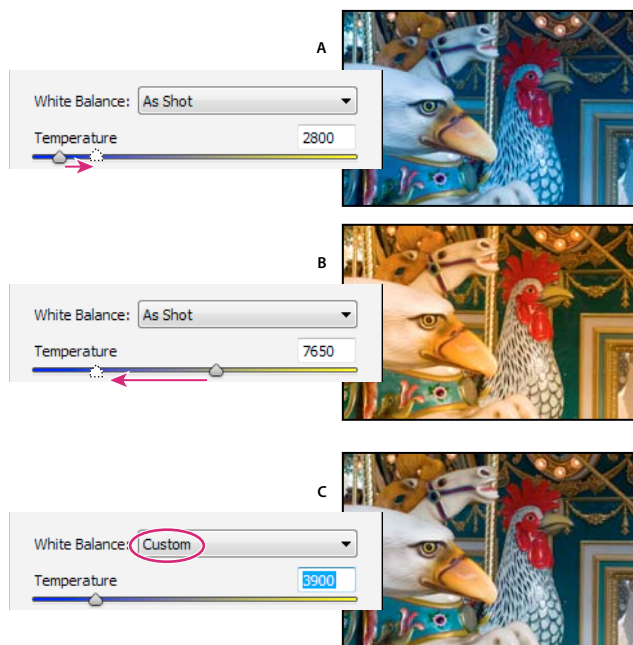 A
White Balance: As Shot
Temperature 2800
B
White Balance: As Shot
Temperature 7650
C
White Balance: Custom
Temperature 3900